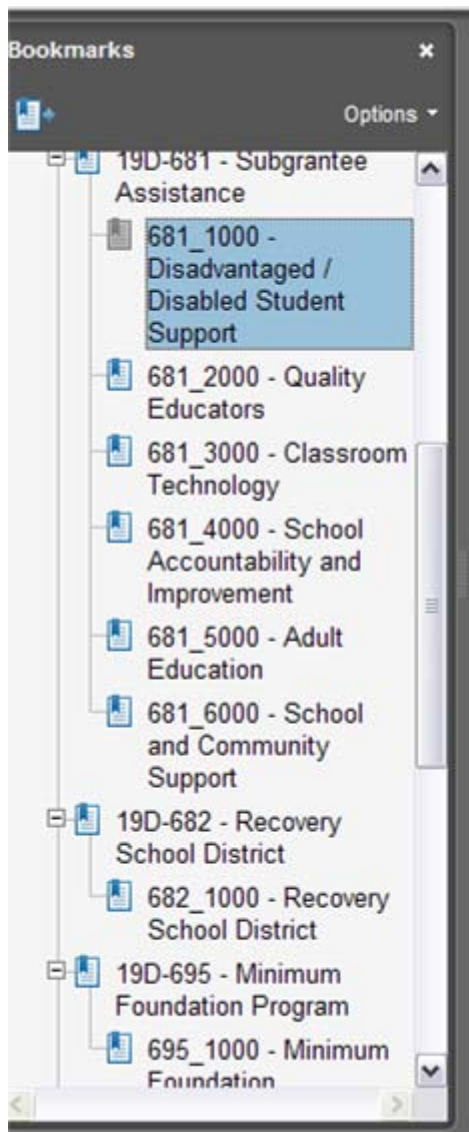 Bookmarks
Options
19D-681 - Subgrantee
Assistance
681_1000 -
Disadvantaged /
Disabled Student
Support
681_2000 - Quality
Educators
681_3000 - Classroom
Technology
681_4000 - School
Accountability and
Improvement
681_5000 - Adult
Education
681_6000 - School
and Community
Support
19D-682 - Recovery
School District
682_1000 - Recovery
School District
19D-695 - Minimum
Foundation Program
695_1000 - Minimum
Foundation